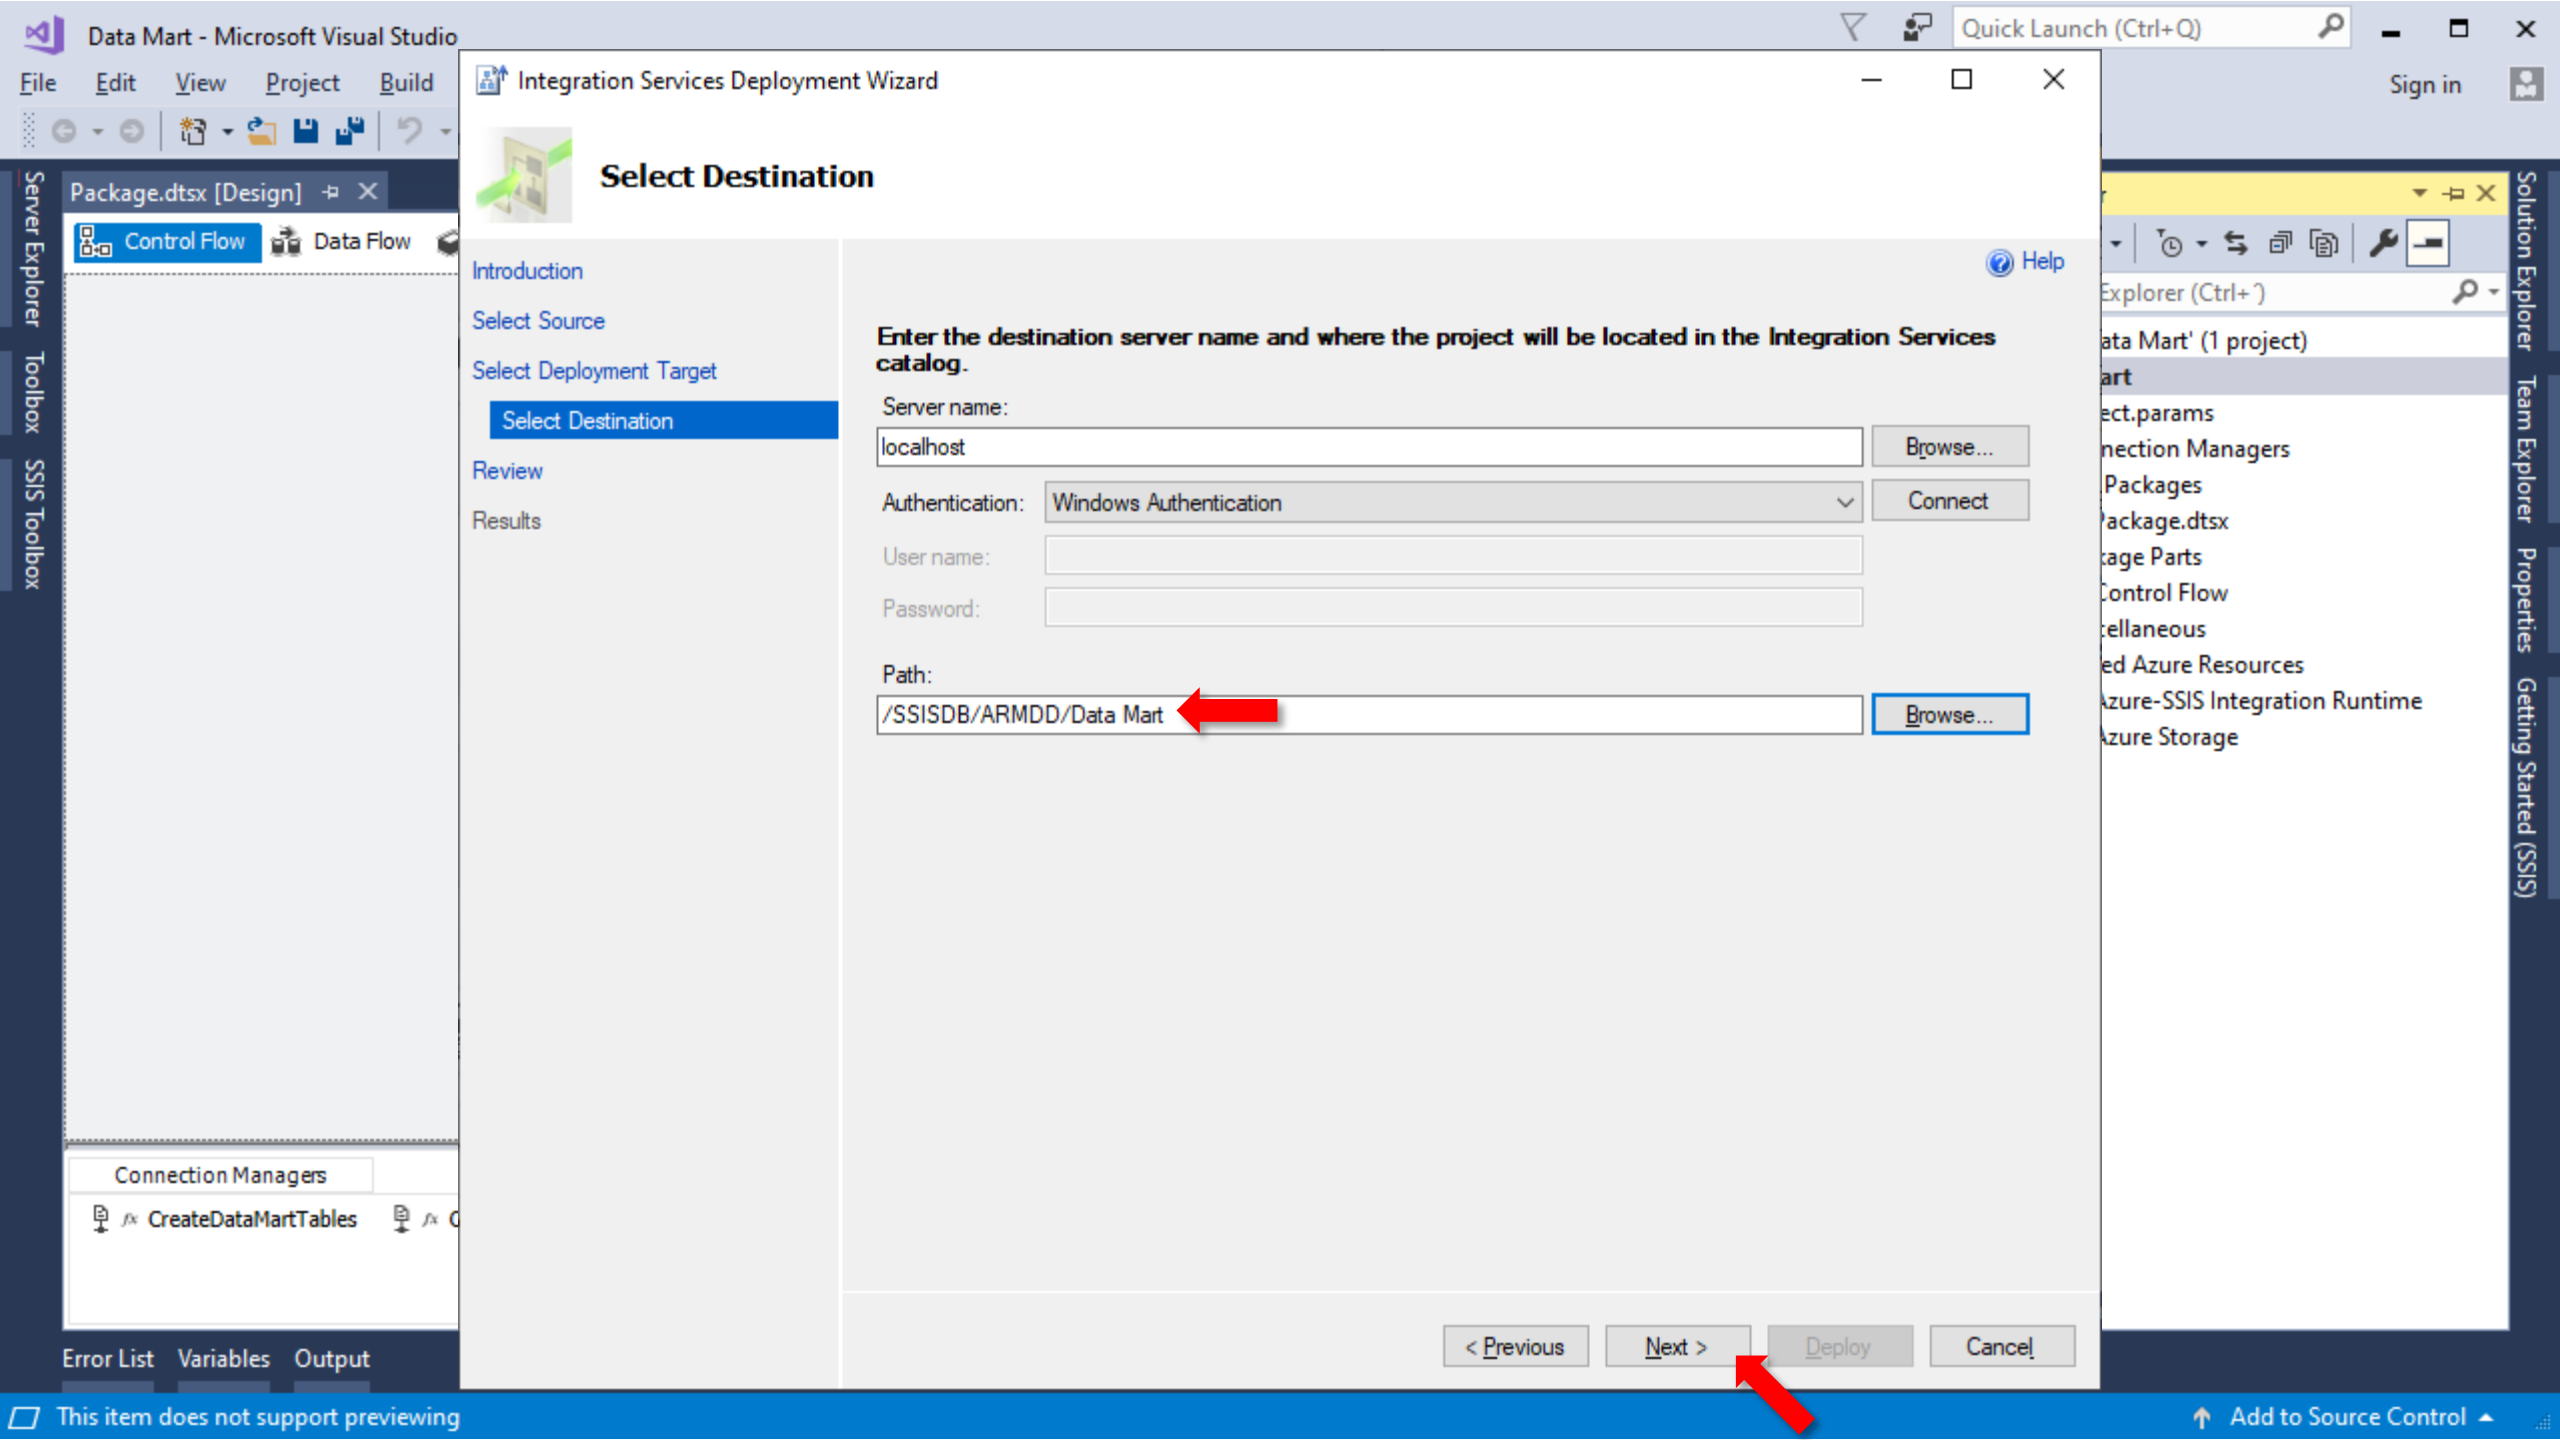 Data Mart - Microsoft Visual Studio
Quick Launch (Ctrl+Q)
File Edit View Project Build
Sign in
Integration Services Deployment Wizard
Select Destination
Server Explorer
Toolbox
SSIS Toolbox
Package.dtsx [Design]
Control Flow
Data Flow
Introduction
Select Source
Select Deployment Target
Select Destination
Review
Results
Help
Enter the destination server name and where the project will be located in the Integration Services
catalog.
Server name:
localhost
Browse...
Authentication:
Windows Authentication
Connect
User name:
Password:
Path:
/SSISDB/ARMDD/Data Mart
Browse...
< Previous
Next >
Deploy
Cancel
Explorer (Ctrl+´)
ata Mart' (1 project)
art
ect.params
nection Managers
Packages
ackage.dtsx
age Parts
Control Flow
cellaneous
ed Azure Resources
Azure-SSIS Integration Runtime
Azure Storage
Solution Explorer
Team Explorer
Properties
Getting Started (SSIS)
Connection Managers
fx CreateDataMartTables
fx
Error List Variables Output
This item does not support previewing
Add to Source Control